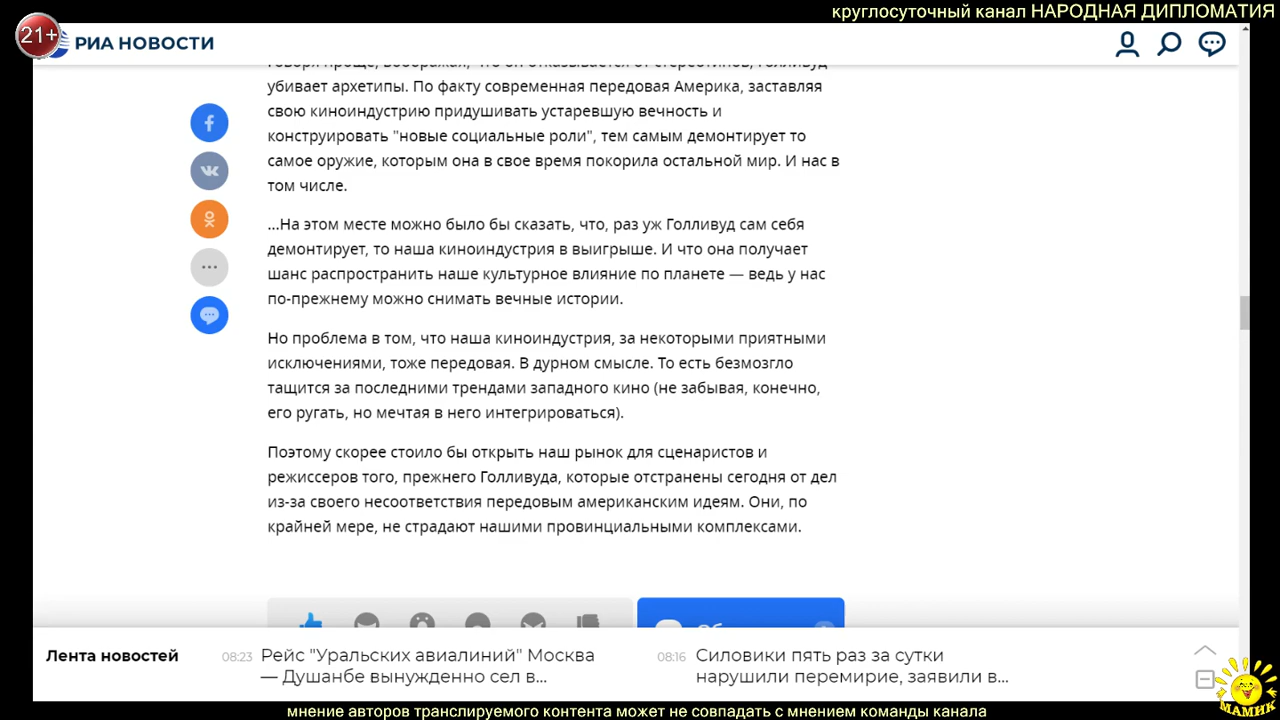 круглосуточный канал НАРОДНАЯ ДИПЛОМАТИЯ
21+
РИА НОВОСТИ
Говоря проще, воображая, что он отказывается от стереотипов, Голливуд
убивает архетипы. По факту современная передовая Америка, заставляя
свою киноиндустрию придушивать устаревшую вечность и
конструировать "новые социальные роли", тем самым демонтирует то
самое оружие, которым она в свое время покорила остальной мир. И нас в
том числе.
...На этом месте можно было бы сказать, что, раз уж Голливуд сам себя
демонтирует, то наша киноиндустрия в выигрыше. И что она получает
шанс распространить наше культурное влияние по планете — ведь у нас
по-прежнему можно снимать вечные истории.
Но проблема в том, что наша киноиндустрия, за некоторыми приятными
исключениями, тоже передовая. В дурном смысле. То есть безмозгло
тащится за последними трендами западного кино (не забывая, конечно,
его ругать, но мечтая в него интегрироваться).
Поэтому скорее стоило бы открыть наш рынок для сценаристов и
режиссеров того, прежнего Голливуда, которые отстранены сегодня от дел
из-за своего несоответствия передовым американским идеям. Они, по
крайней мере, не страдают нашими провинциальными комплексами.
Лента новостей
08:23 Рейс "Уральских авиалиний" Москва
— Душанбе вынужденно сел в...
08:16 Силовики пять раз за сутки
нарушили перемирие, заявили в...
МАМИК
мнение авторов транслируемого контента может не совпадать с мнением команды канала